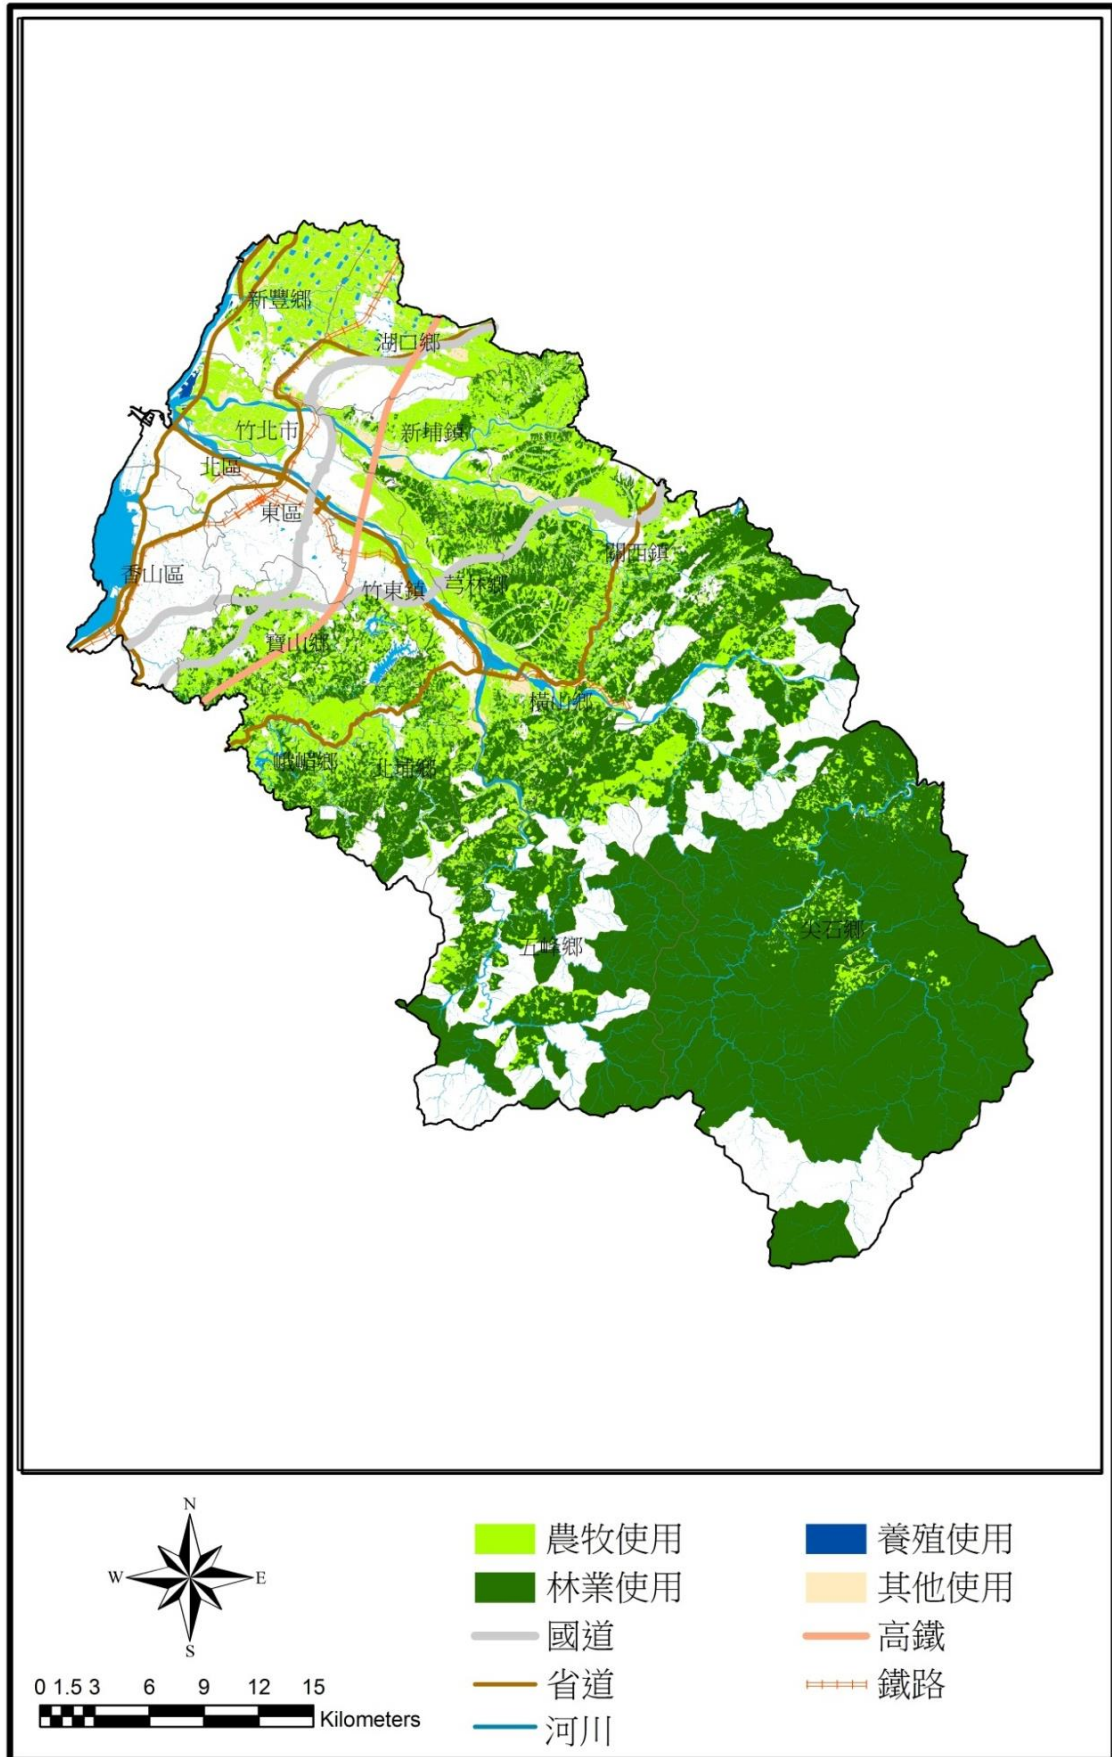 新豐鄉
湖口鄉
竹北市
新埔鎮
北區
東區
關西鎮
香山區
竹東鎮
芎林鄉
寶山鄉
橫山鄉
峨嵋鄉
北埔鄉
尖石鄉
五峰鄉
N
W
E
S
0 1.5 3 6 9 12 15
Kilometers
農牧使用
養殖使用
林業使用
其他使用
國道
高鐵
省道
鐵路
河川